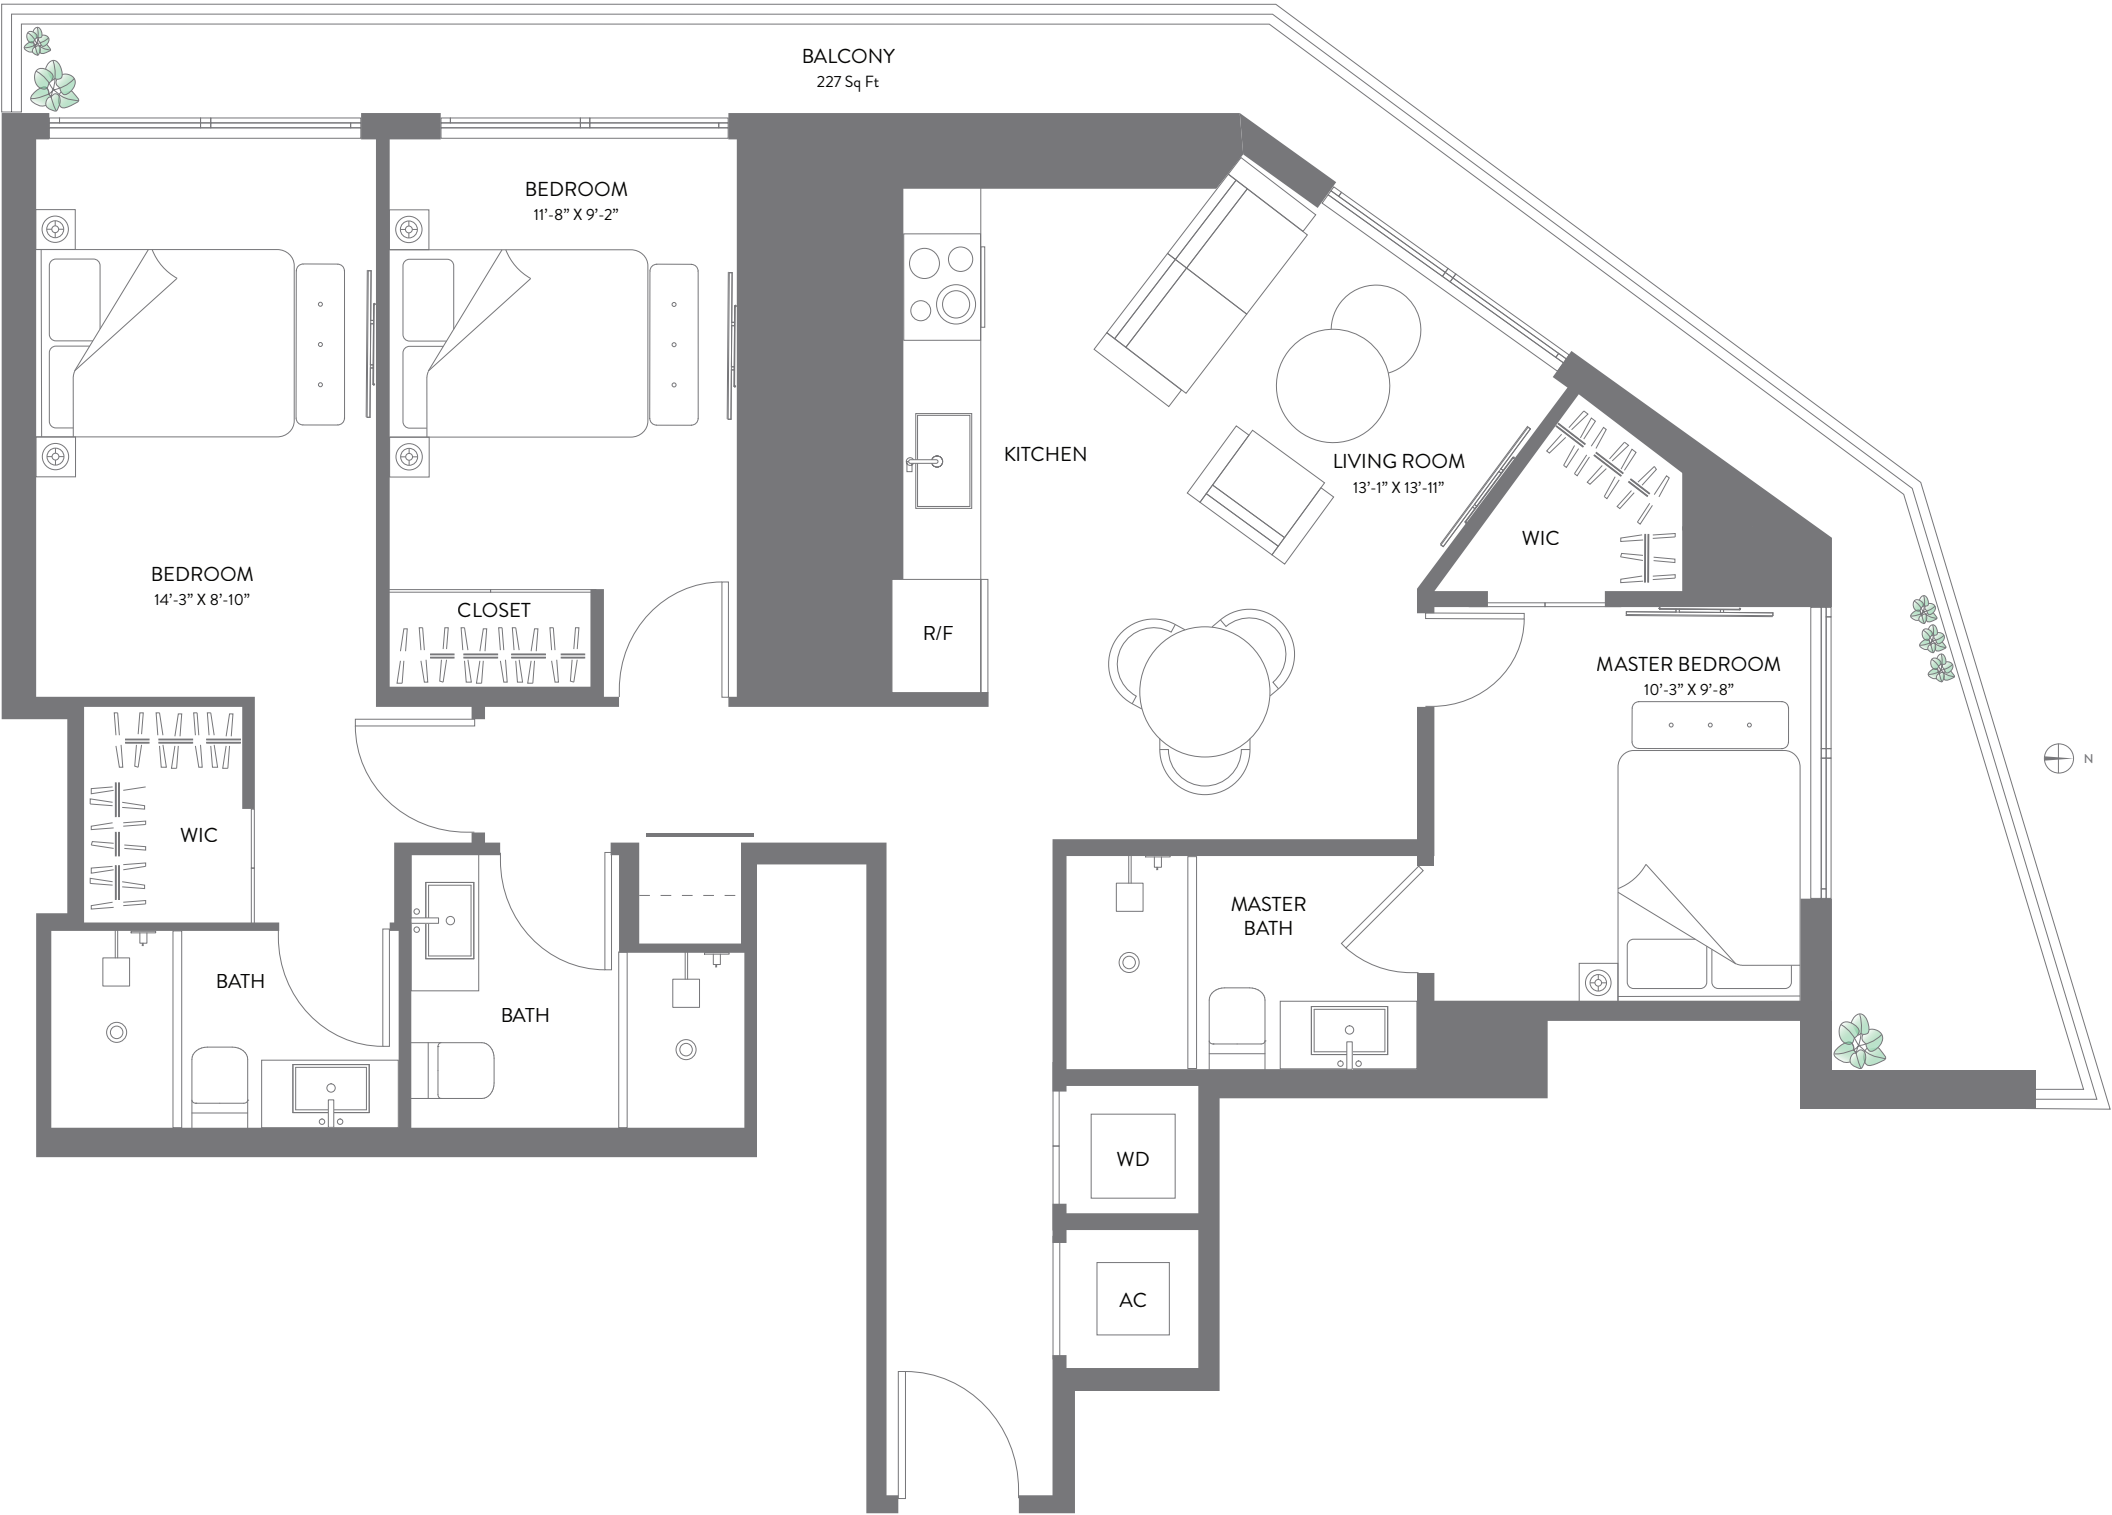 BALCONY
227 Sq Ft
BEDROOM
11'-8" X 9'-2"
KITCHEN
LIVING ROOM
13'-1" X 13'-11"
WIC
BEDROOM
14'-3" X 8'-10"
CLOSET
R/F
MASTER BEDROOM
10'-3" X 9'-8"
N
WIC
MASTER
BATH
BATH
BATH
WD
AC